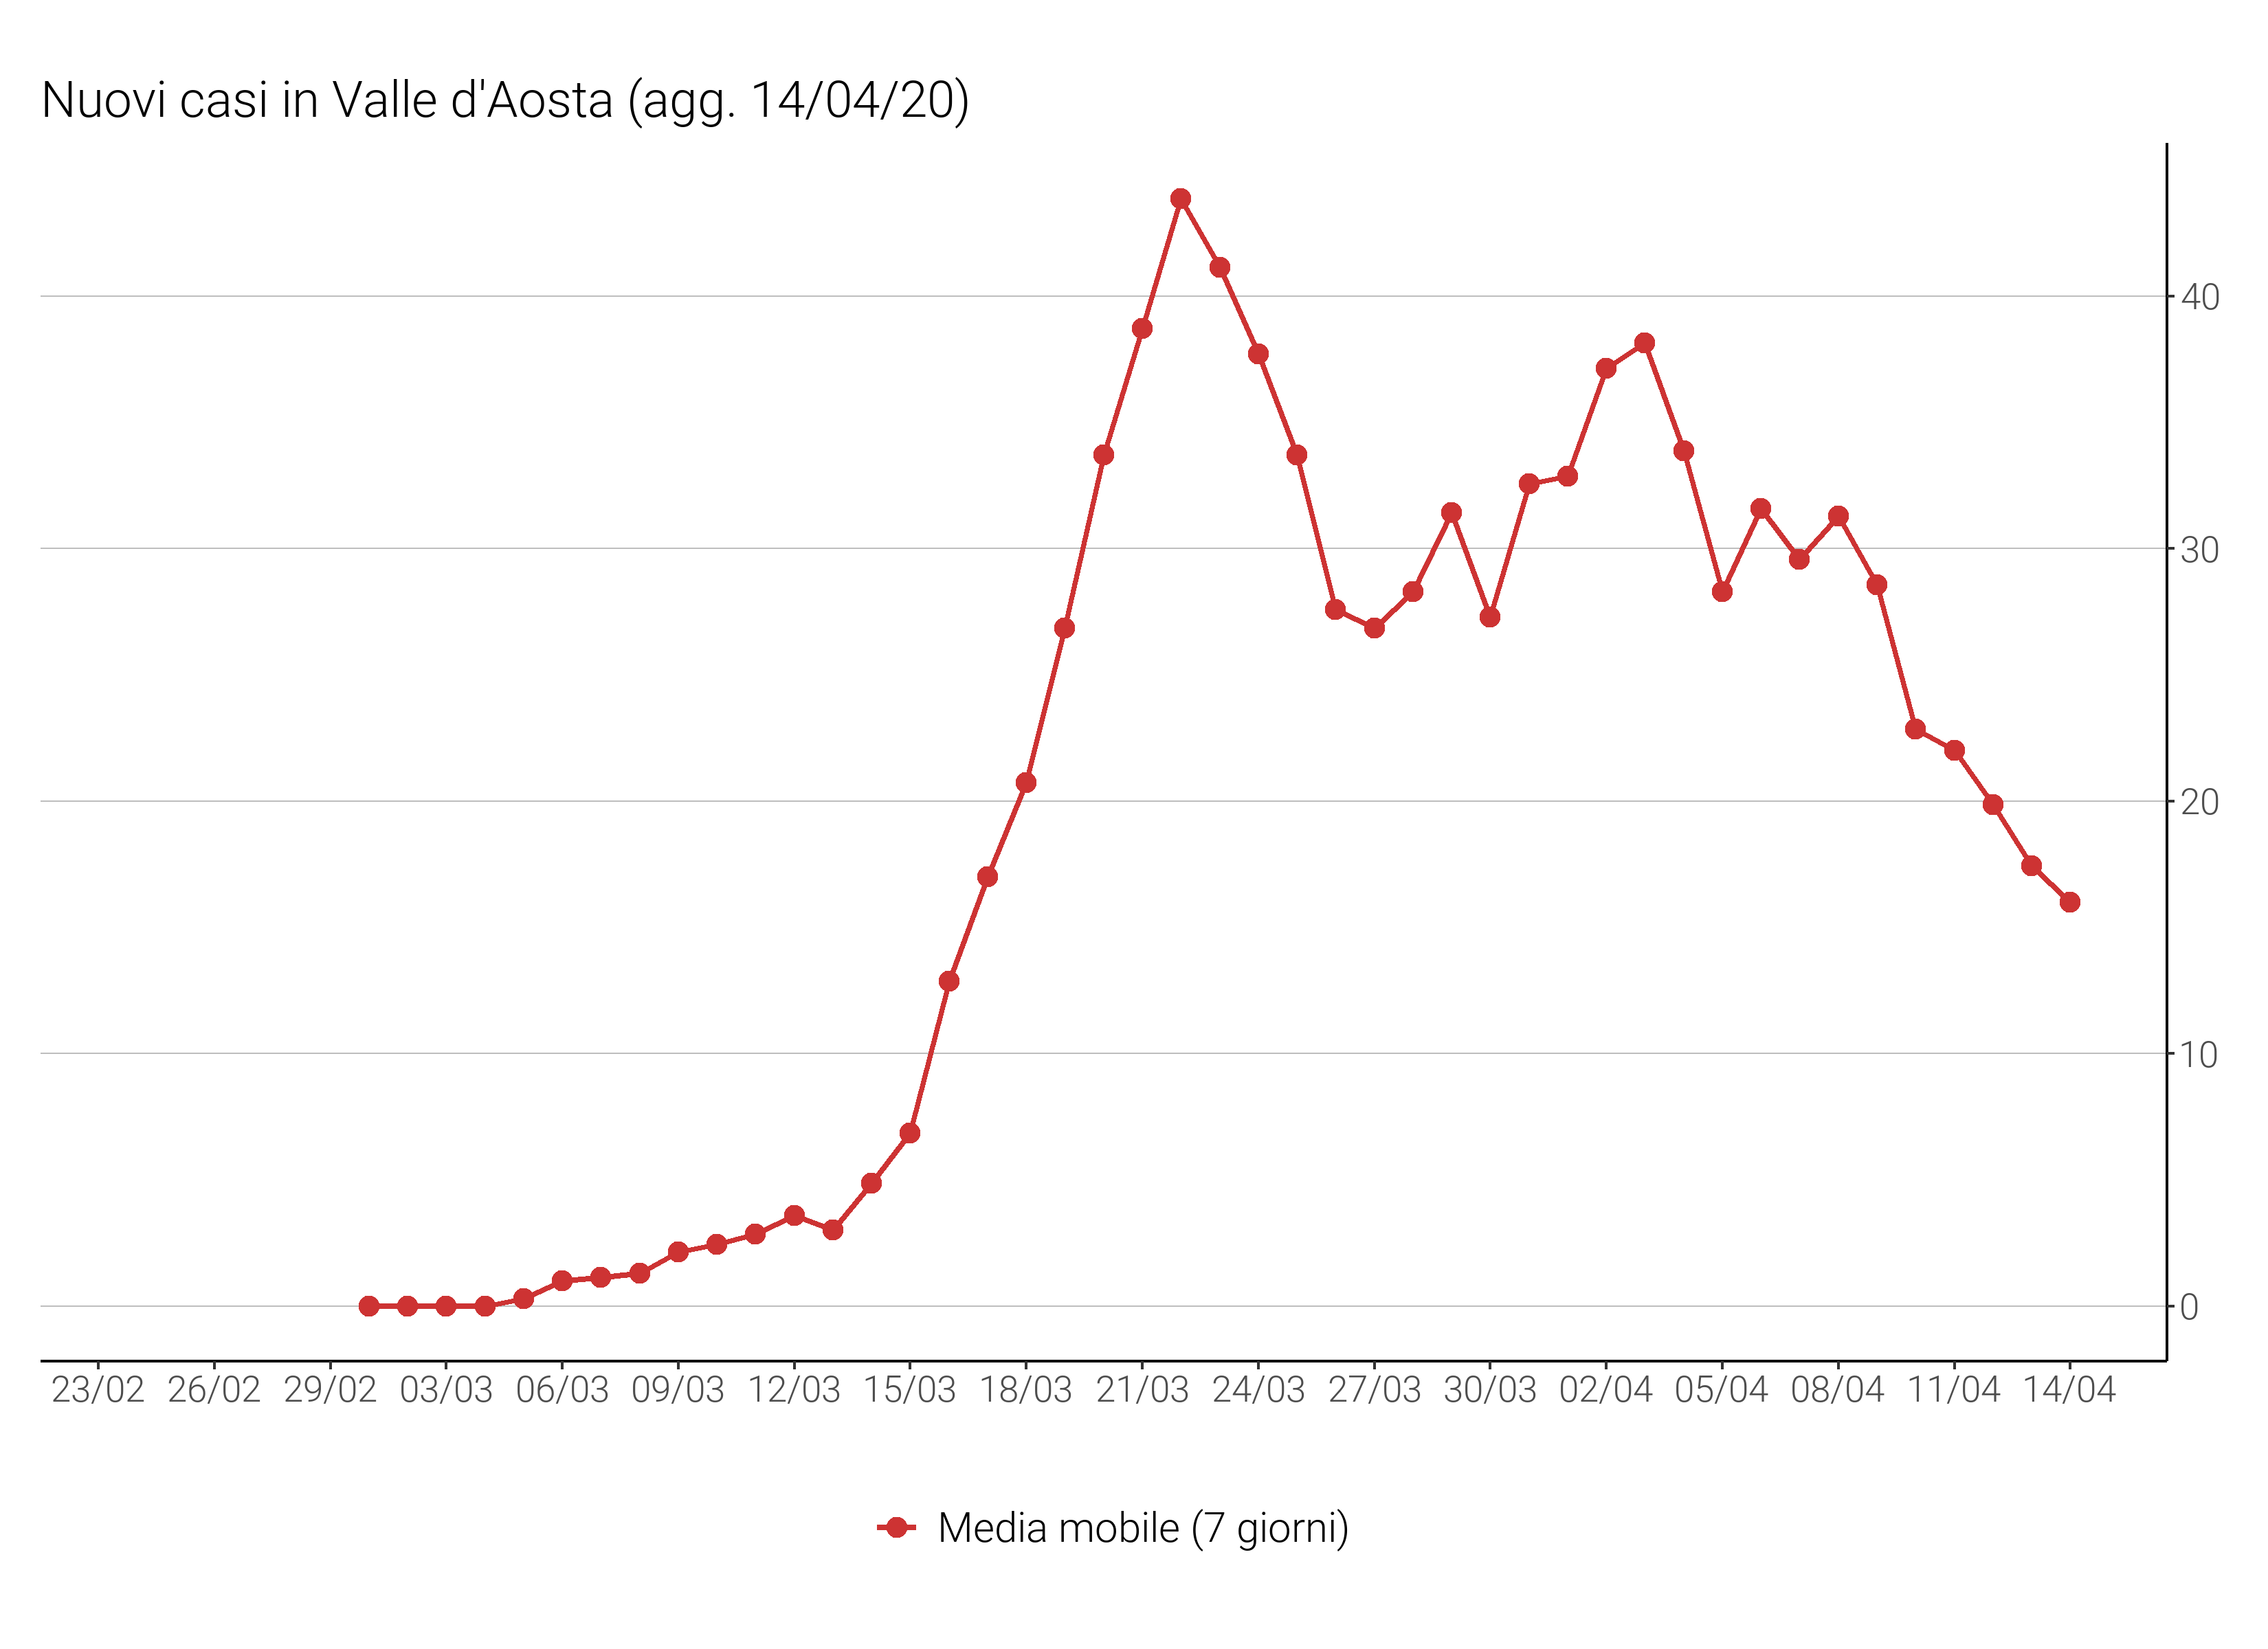 Nuovi casi in Valle d'Aosta (agg. 14/04/20)
40
30
20
10
0
23/02 26/02 29/02 03/03 06/03 09/03 12/03 15/03 18/03 21/03 24/03 27/03 30/03 02/04 05/04 08/04 11/04 14/04
Media mobile (7 giorni)